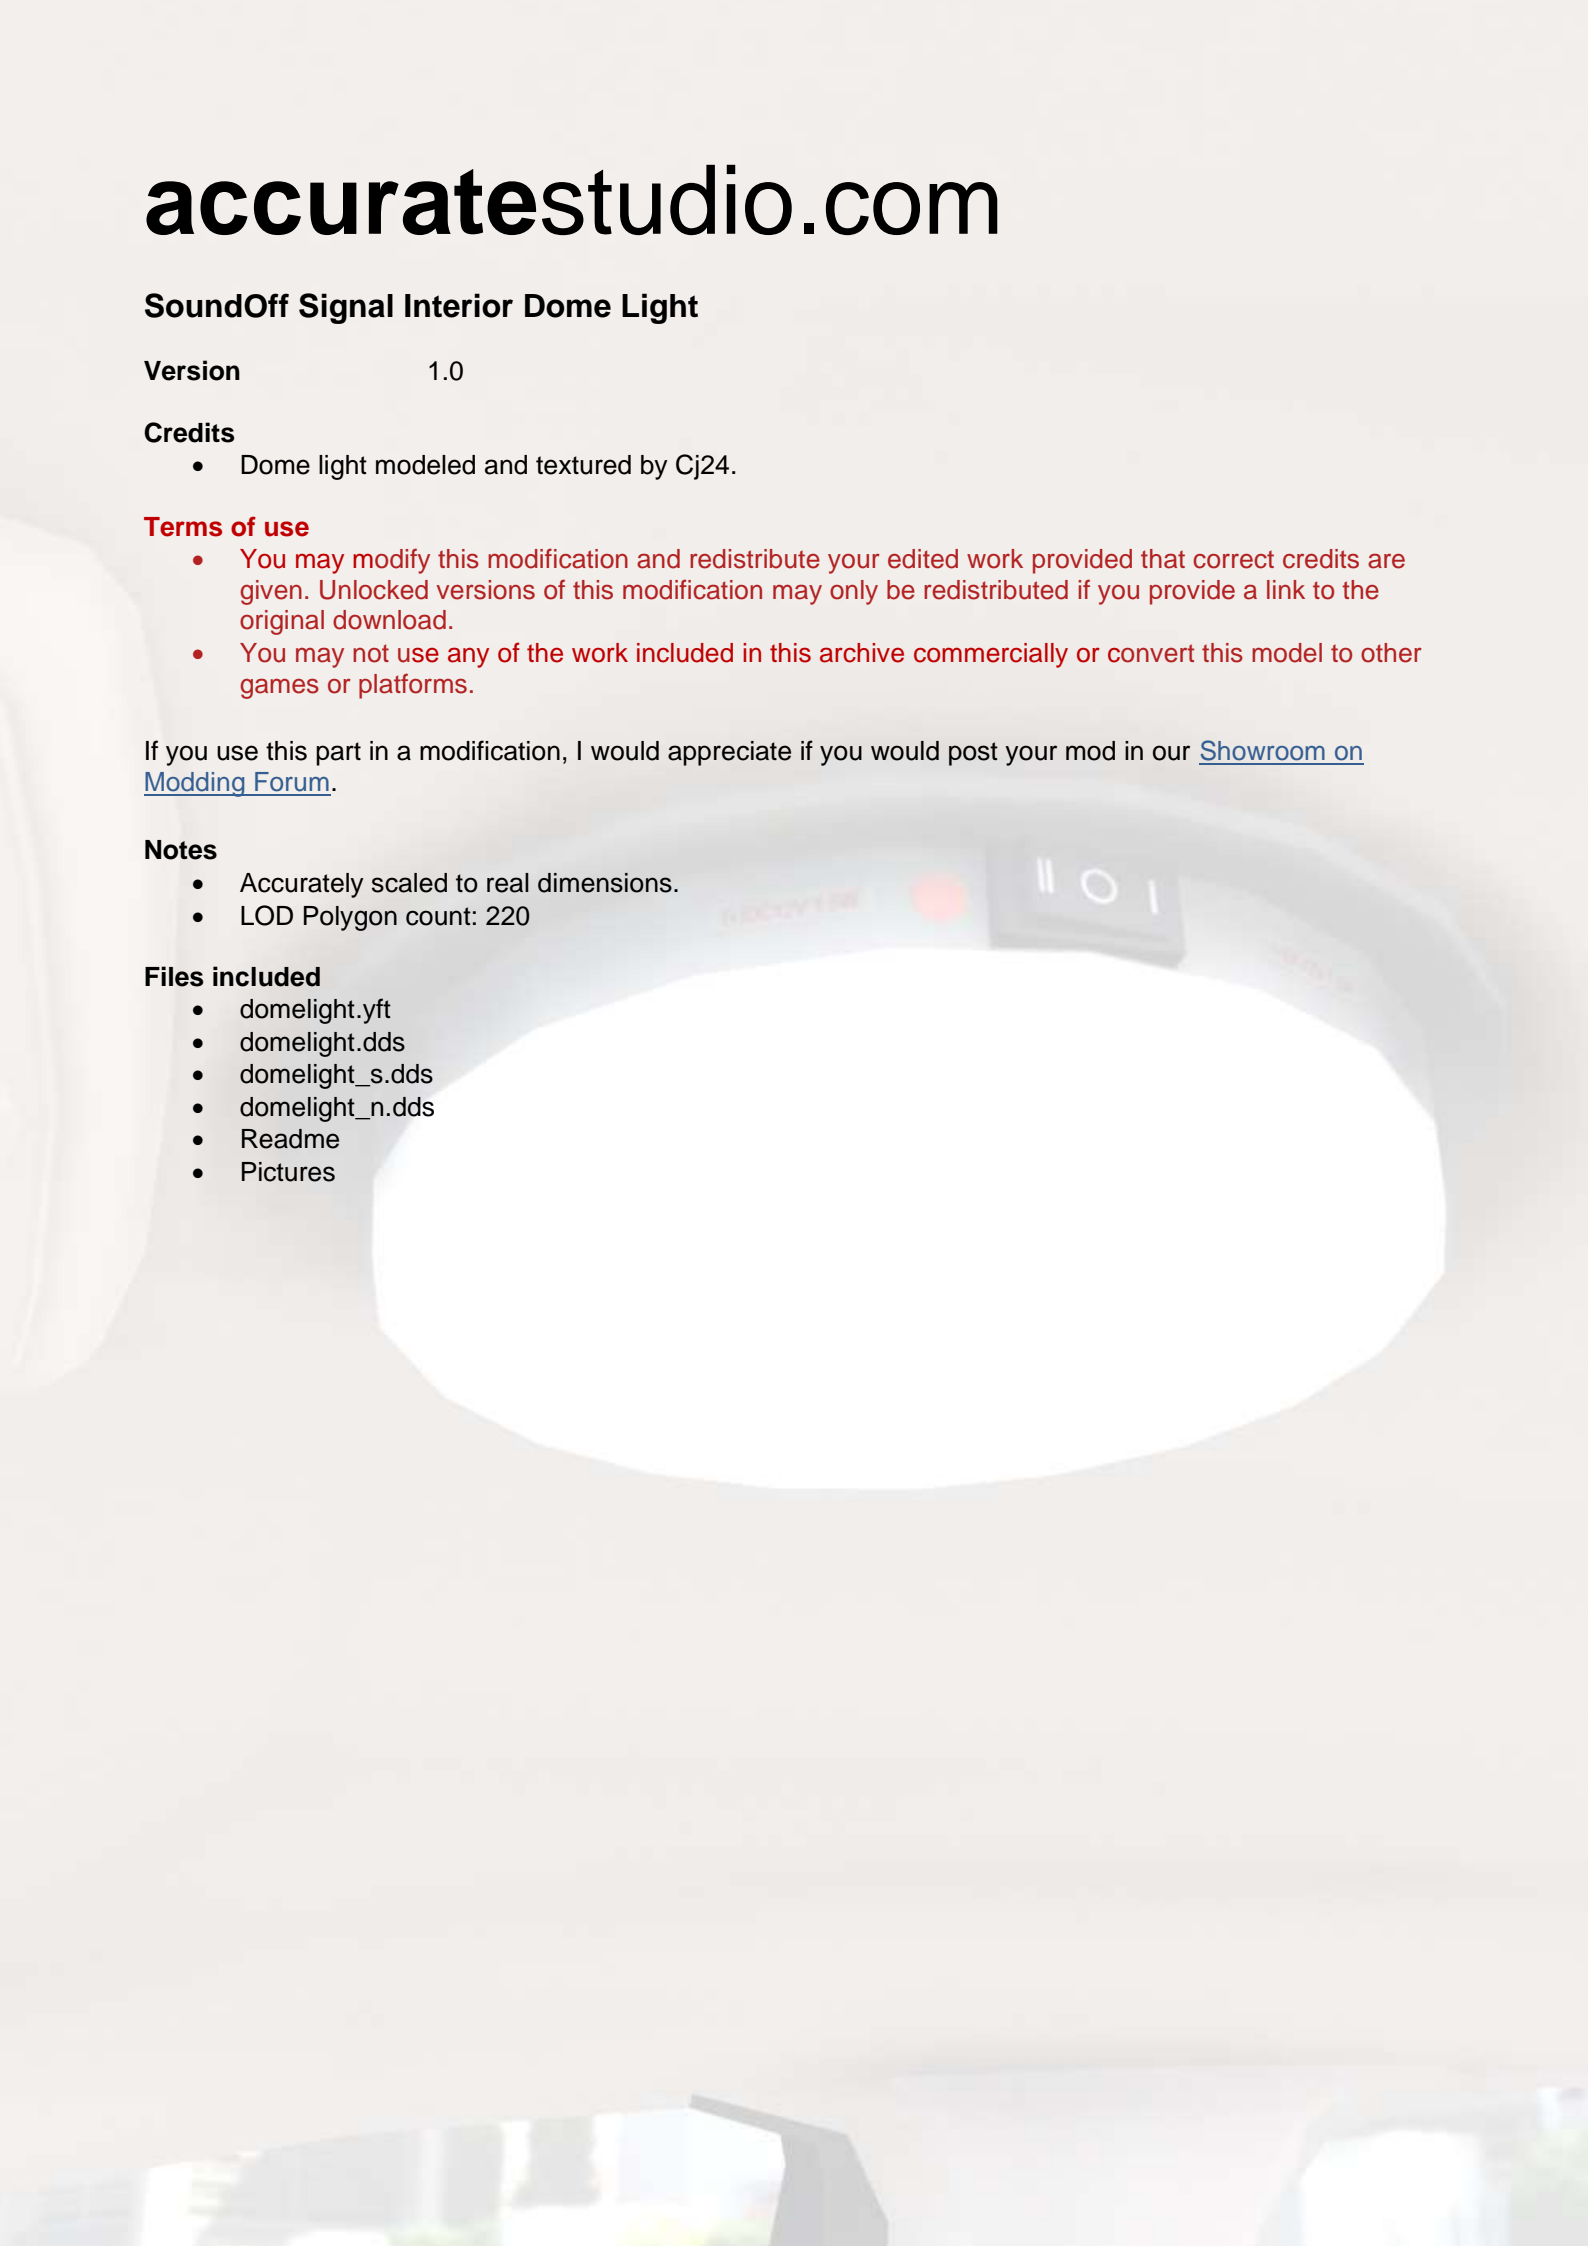 accuratestudio.com
SoundOff Signal Interior Dome Light
Version 1.0
Credits
• Dome light modeled and textured by Cj24.
Terms of use
• You may modify this modification and redistribute your edited work provided that correct credits are
given. Unlocked versions of this modification may only be redistributed if you provide a link to the
original download.
• You may not use any of the work included in this archive commercially or convert this model to other
games or platforms.
If you use this part in a modification, I would appreciate if you would post your mod in our Showroom on
Modding Forum.
Notes
• Accurately scaled to real dimensions.
• LOD Polygon count: 220
Files included
• domelight.yft
• domelight.dds
• domelight_s.dds
• domelight_n.dds
• Readme
• Pictures